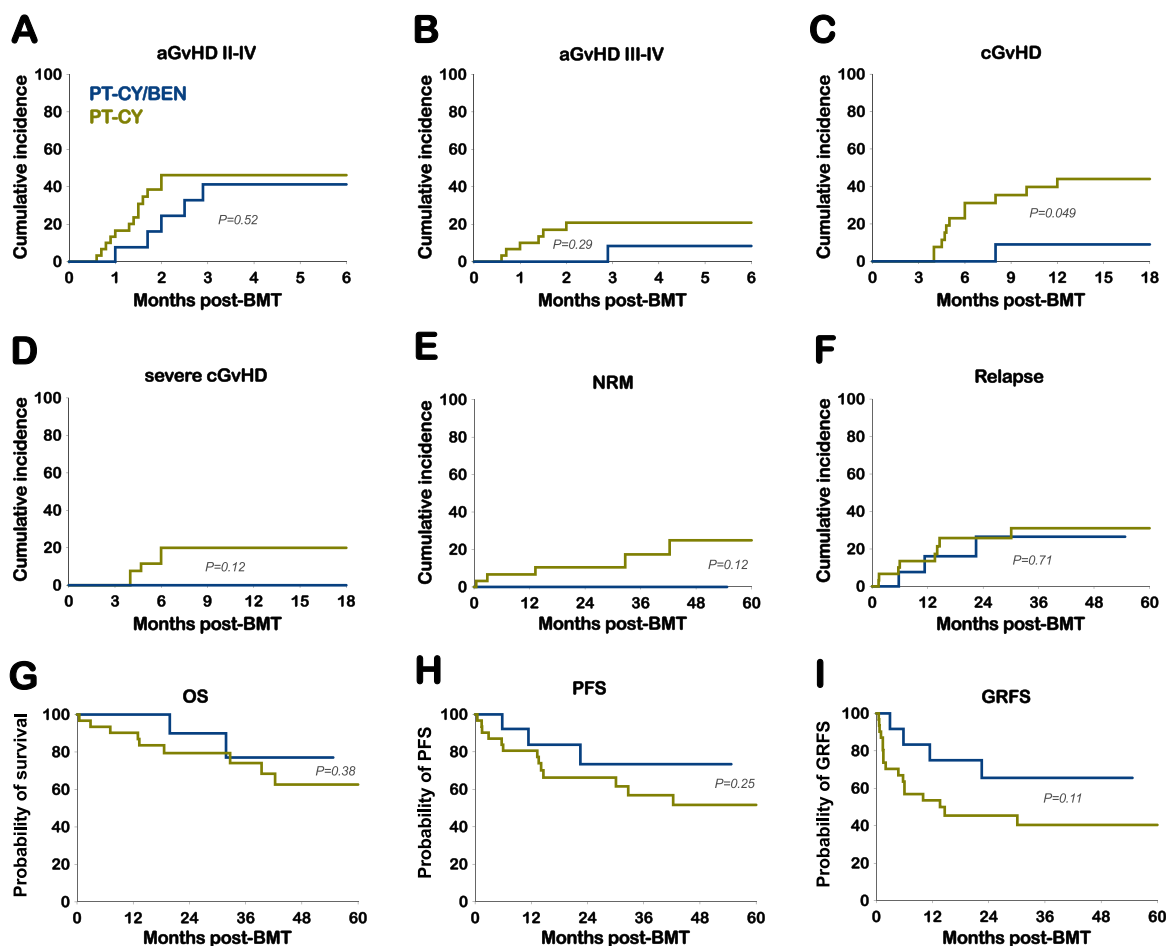 A
aGvHD II-IV
Cumulative incidence
100
80
60
40
20
0
PT-CY/BEN
PT-CY
P=0.52
0 1 2 3 4 5 6
Months post-BMT
B
aGvHD III-IV
Cumulative incidence
100
80
60
40
20
0
P=0.29
0 1 2 3 4 5 6
Months post-BMT
C
cGvHD
Cumulative incidence
100
80
60
40
20
0
P=0.049
0 3 6 9 12 15 18
Months post-BMT
D
severe cGvHD
Cumulative incidence
100
80
60
40
20
0
P=0.12
0 3 6 9 12 15 18
Months post-BMT
E
NRM
Cumulative incidence
100
80
60
40
20
0
P=0.12
0 12 24 36 48 60
Months post-BMT
F
Relapse
Cumulative incidence
100
80
60
40
20
0
P=0.71
0 12 24 36 48 60
Months post-BMT
G
OS
Probability of survival
100
80
60
40
20
0
P=0.38
0 12 24 36 48 60
Months post-BMT
H
PFS
Probability of PFS
100
80
60
40
20
0
P=0.25
0 12 24 36 48 60
Months post-BMT
I
GRFS
Probability of GRFS
100
80
60
40
20
0
P=0.11
0 12 24 36 48 60
Months post-BMT